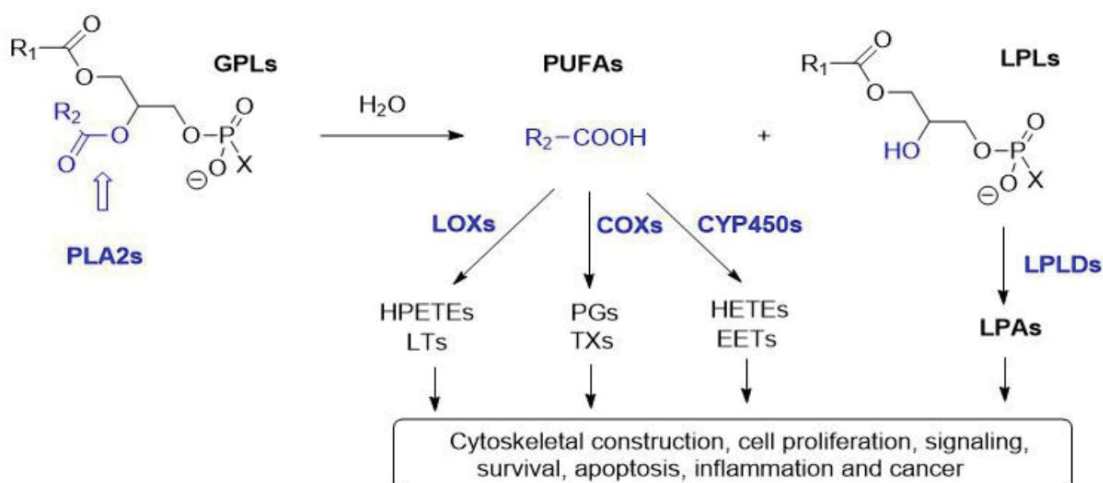 R1
O
O
GPLs
R2
O
O
O
P
O
O
⊖
X
PLA2s
H2O
PUFAs
R2-COOH
+
LPLs
R1
O
O
HO
O
P
O
O
⊖
X
LOXs
COXs
CYP450s
LPLDs
HPETEs
LTs
PGs
TXs
HETEs
EETs
LPAs
Cytoskeletal construction, cell proliferation, signaling,
survival, apoptosis, inflammation and cancer